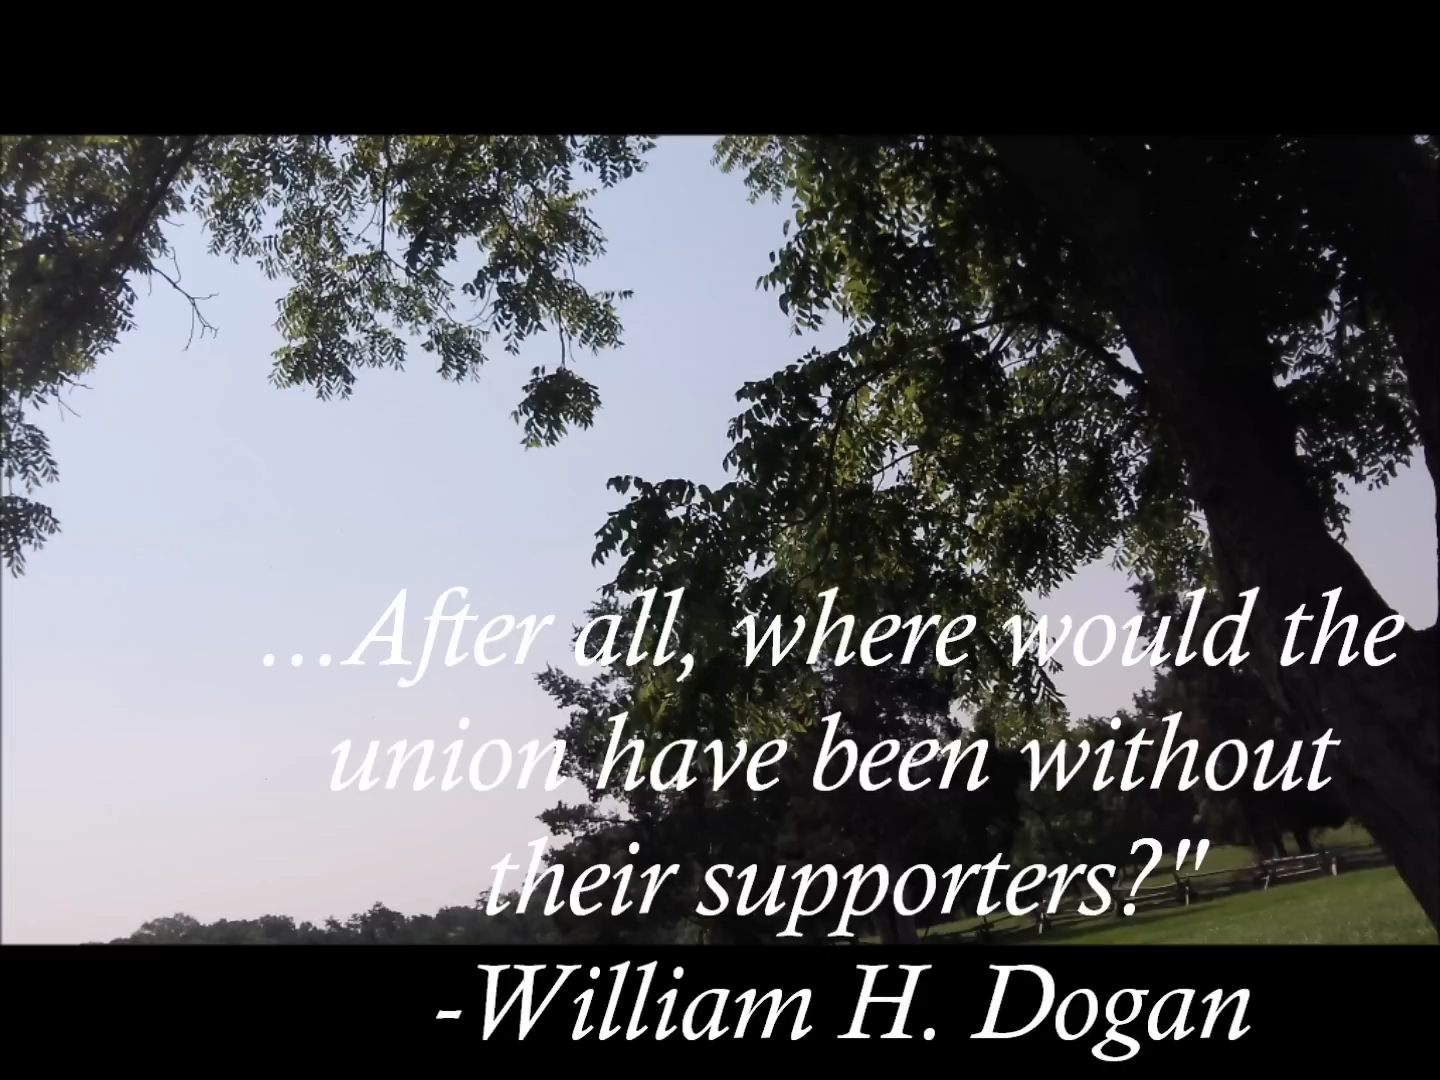 ...After all, where would the
union have been without
their supporters?"
-William H. Dogan